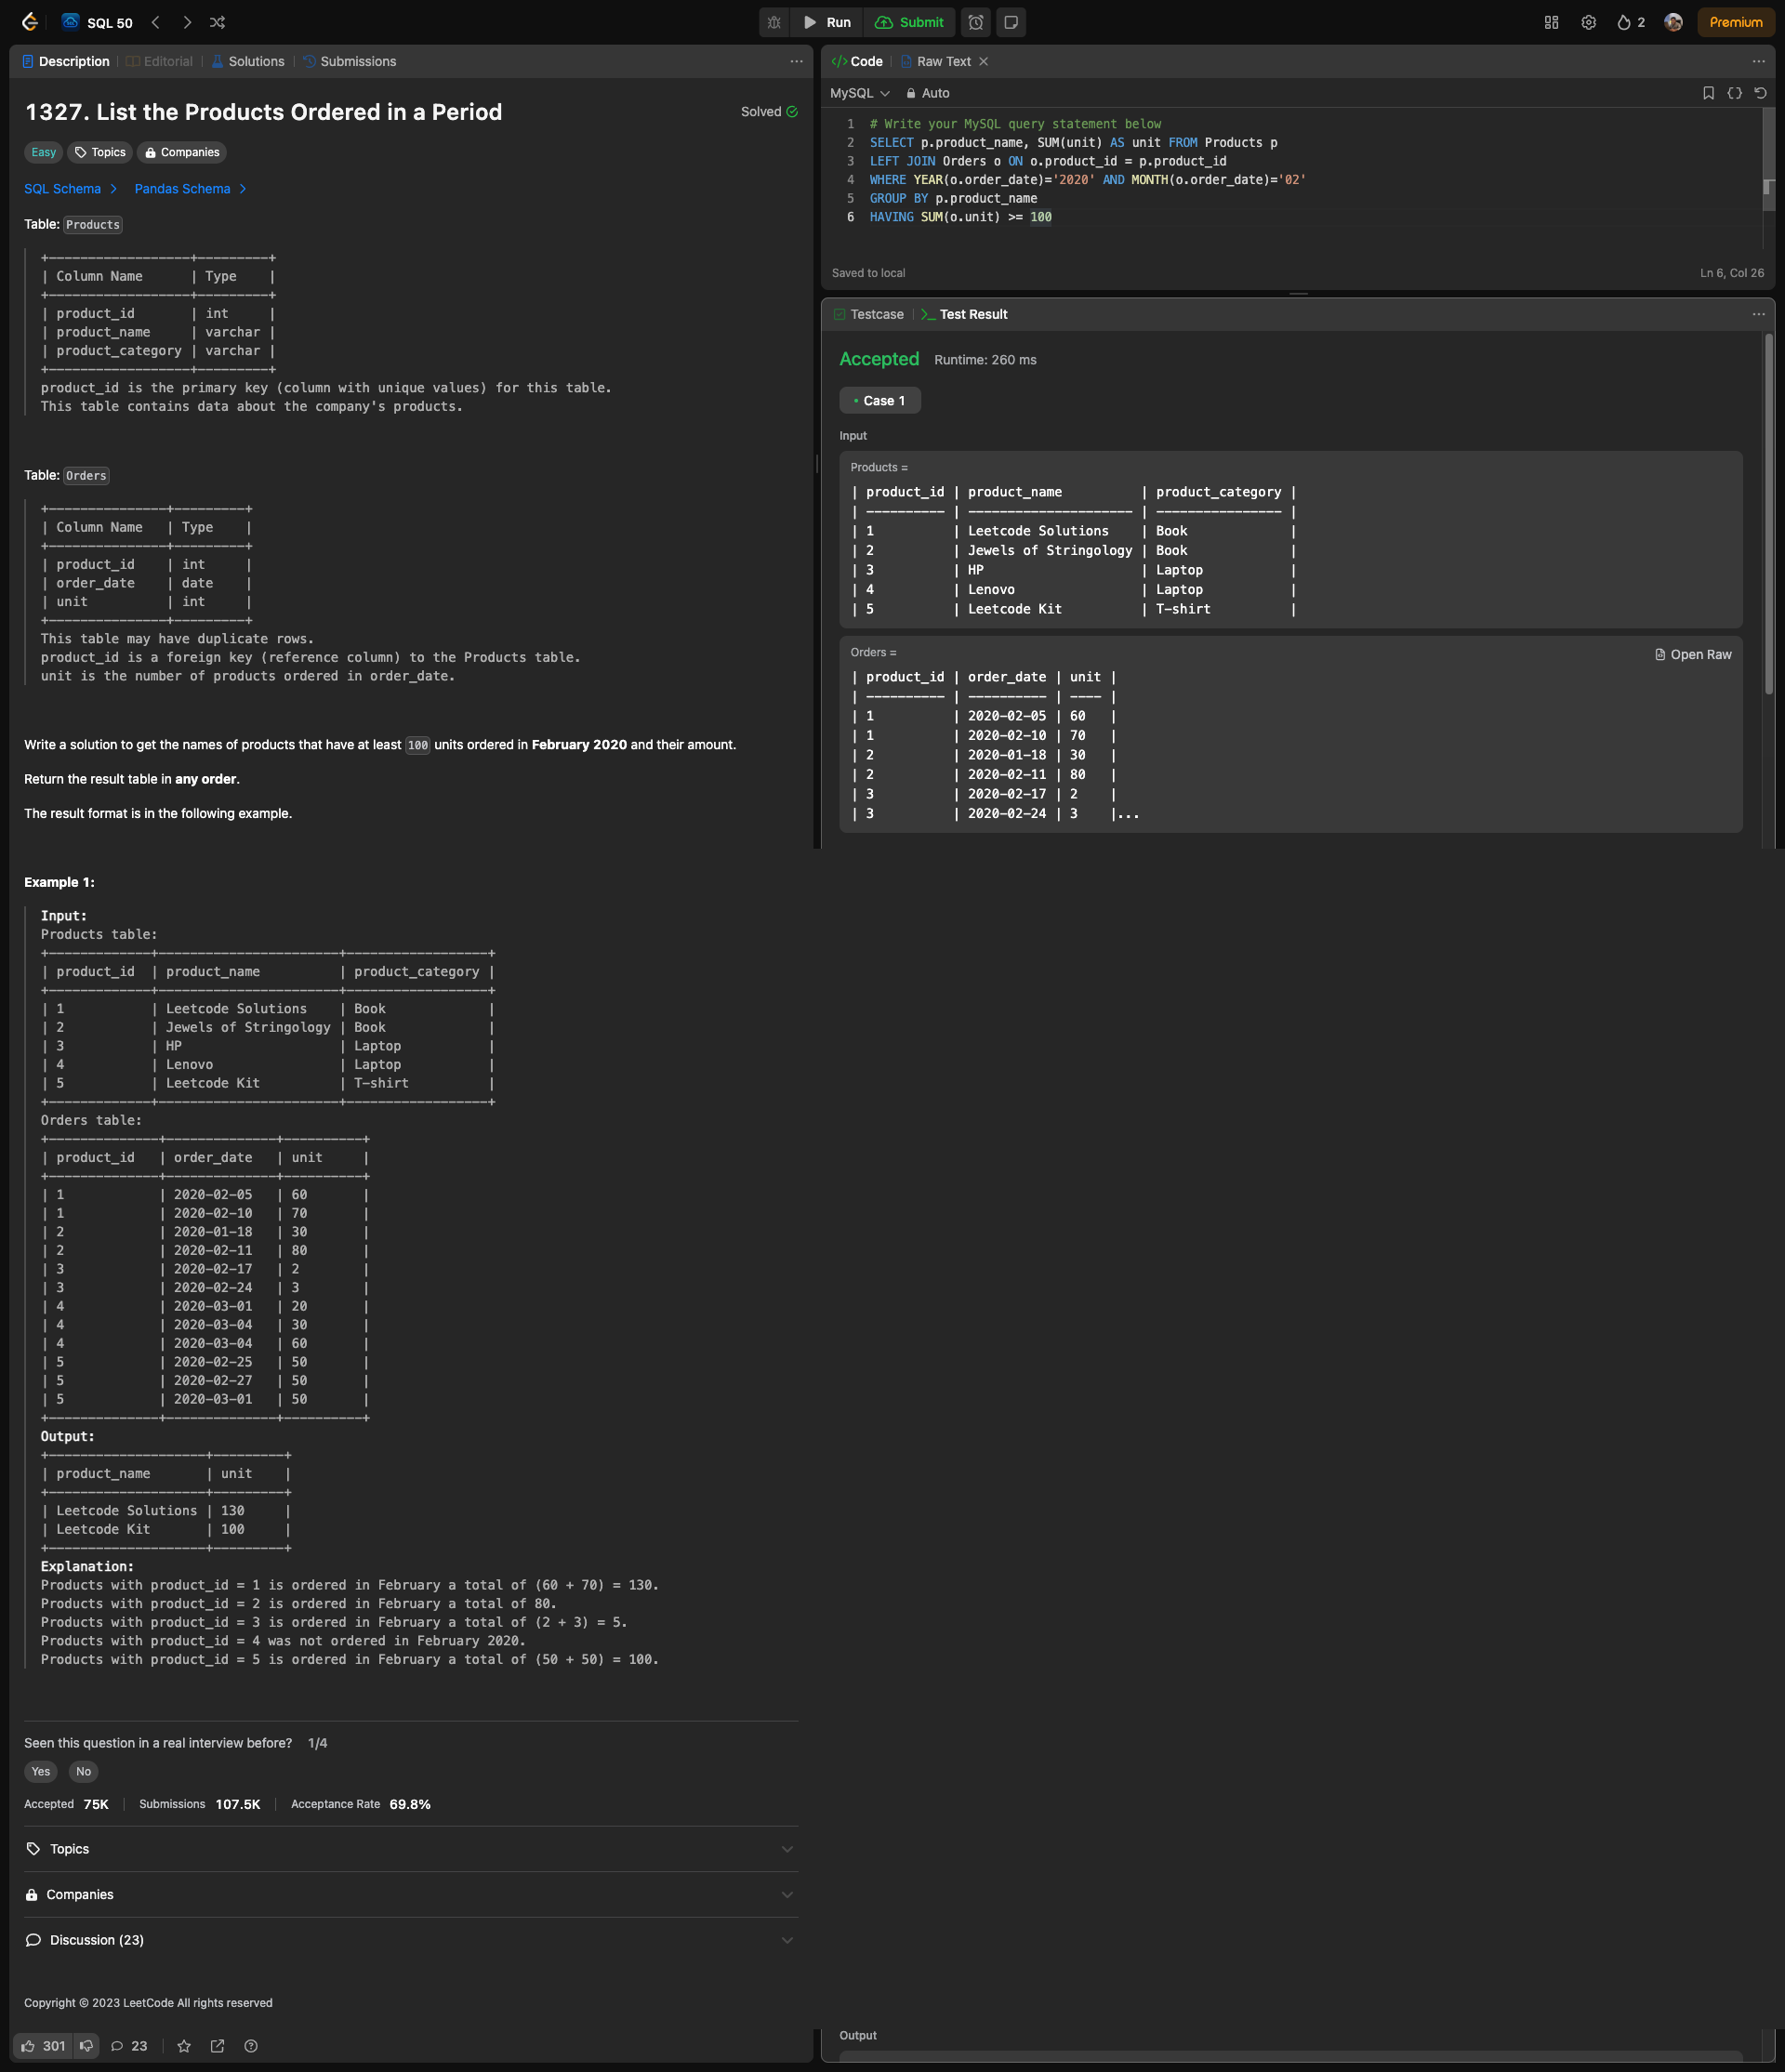 SQL 50
Run
Submit
2
Premium
Description | Editorial | Solutions | Submissions
1327. List the Products Ordered in a Period
Solved
Easy
Topics
Companies
SQL Schema
Pandas Schema
Table: Products
+------------------+---------+
| Column Name      | Type    |
+------------------+---------+
| product_id       | int     |
| product_name     | varchar |
| product_category | varchar |
+------------------+---------+
product_id is the primary key (column with unique values) for this table.
This table contains data about the company's products.
Table: Orders
+---------------+---------+
| Column Name   | Type    |
+---------------+---------+
| product_id    | int     |
| order_date    | date    |
| unit          | int     |
+---------------+---------+
This table may have duplicate rows.
product_id is a foreign key (reference column) to the Products table.
unit is the number of products ordered in order_date.
Write a solution to get the names of products that have at least 100 units ordered in February 2020 and their amount.
Return the result table in any order.
The result format is in the following example.
Example 1:
Input:
Products table:
+-------------+-----------------------+------------------+
| product_id  | product_name          | product_category |
+-------------+-----------------------+------------------+
| 1           | Leetcode Solutions    | Book             |
| 2           | Jewels of Stringology | Book             |
| 3           | HP                    | Laptop           |
| 4           | Lenovo                | Laptop           |
| 5           | Leetcode Kit          | T-shirt          |
+-------------+-----------------------+------------------+
Orders table:
+--------------+--------------+----------+
| product_id   | order_date   | unit     |
+--------------+--------------+----------+
| 1            | 2020-02-05   | 60       |
| 1            | 2020-02-10   | 70       |
| 2            | 2020-01-18   | 30       |
| 2            | 2020-02-11   | 80       |
| 3            | 2020-02-17   | 2        |
| 3            | 2020-02-24   | 3        |
| 4            | 2020-03-01   | 20       |
| 4            | 2020-03-04   | 30       |
| 4            | 2020-03-04   | 60       |
| 5            | 2020-02-25   | 50       |
| 5            | 2020-02-27   | 50       |
| 5            | 2020-03-01   | 50       |
+--------------+--------------+----------+
Output:
+--------------------+---------+
| product_name       | unit    |
+--------------------+---------+
| Leetcode Solutions | 130     |
| Leetcode Kit       | 100     |
+--------------------+---------+
Explanation:
Products with product_id = 1 is ordered in February a total of (60 + 70) = 130.
Products with product_id = 2 is ordered in February a total of 80.
Products with product_id = 3 is ordered in February a total of (2 + 3) = 5.
Products with product_id = 4 was not ordered in February 2020.
Products with product_id = 5 is ordered in February a total of (50 + 50) = 100.
Seen this question in a real interview before? 1/4
Yes No
Accepted 75K | Submissions 107.5K | Acceptance Rate 69.8%
Topics
Companies
Discussion (23)
Copyright © 2023 LeetCode All rights reserved
301
23
Code | Raw Text
MySQL
Auto
1 # Write your MySQL query statement below
2 SELECT p.product_name, SUM(unit) AS unit FROM Products p
3 LEFT JOIN Orders o ON o.product_id = p.product_id
4 WHERE YEAR(o.order_date)='2020' AND MONTH(o.order_date)='02'
5 GROUP BY p.product_name
6 HAVING SUM(o.unit) >= 100
Saved to local
Ln 6, Col 26
Testcase | >_ Test Result
Accepted Runtime: 260 ms
• Case 1
Input
Products =
| product_id | product_name          | product_category |
| ---------- | --------------------- | ---------------- |
| 1          | Leetcode Solutions    | Book             |
| 2          | Jewels of Stringology | Book             |
| 3          | HP                    | Laptop           |
| 4          | Lenovo                | Laptop           |
| 5          | Leetcode Kit          | T-shirt          |
Orders =
Open Raw
| product_id | order_date | unit |
| ---------- | ---------- | ---- |
| 1          | 2020-02-05 | 60   |
| 1          | 2020-02-10 | 70   |
| 2          | 2020-01-18 | 30   |
| 2          | 2020-02-11 | 80   |
| 3          | 2020-02-17 | 2    |
| 3          | 2020-02-24 | 3    |...
Output